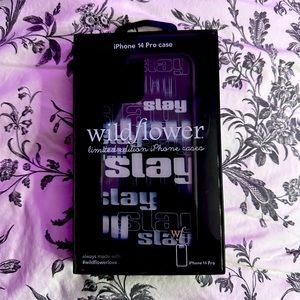 iPhone 14 Pro case
slay
slay
wildflower
limited edition iPhone cases
slay
slay
slay
wf
slay
always made with
#wildflowerlove
iPhone 14 Pro